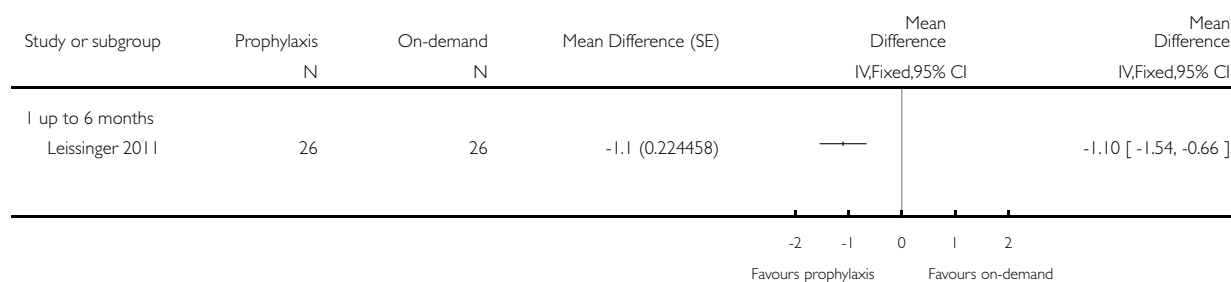 Mean Mean
Study or subgroup Prophylaxis On-demand Mean Difference (SE) Difference Difference
N N IV,Fixed,95% CI IV,Fixed,95% CI
1 up to 6 months
Leissinger 2011 26 26 -1.1 (0.224458) -1.10 [ -1.54, -0.66 ]
-2 -1 0 1 2
Favours prophylaxis Favours on-demand